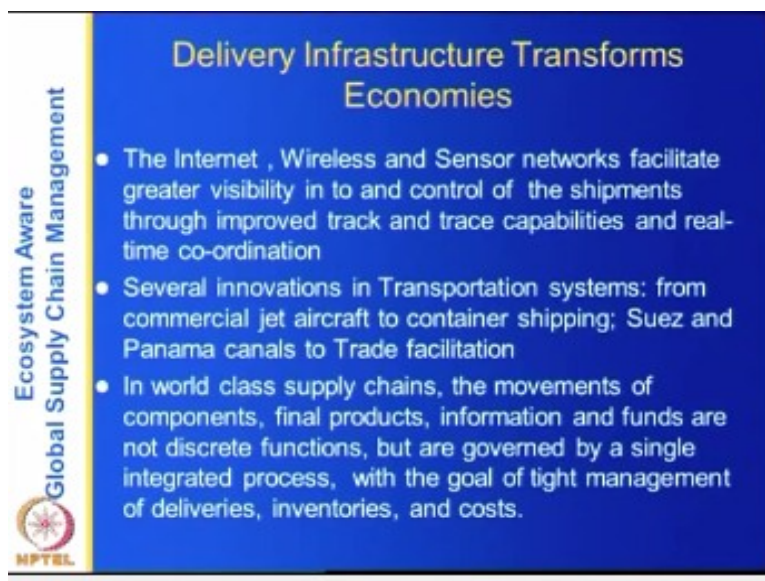 Delivery Infrastructure Transforms
Economies
The Internet , Wireless and Sensor networks facilitate
greater visibility in to and control of the shipments
through improved track and trace capabilities and real-
time co-ordination
Several innovations in Transportation systems: from
commercial jet aircraft to container shipping; Suez and
Panama canals to Trade facilitation
In world class supply chains, the movements of
components, final products, information and funds are
not discrete functions, but are governed by a single
integrated process, with the goal of tight management
of deliveries, inventories, and costs.
Ecosystem Aware
Global Supply Chain Management
NPTEL